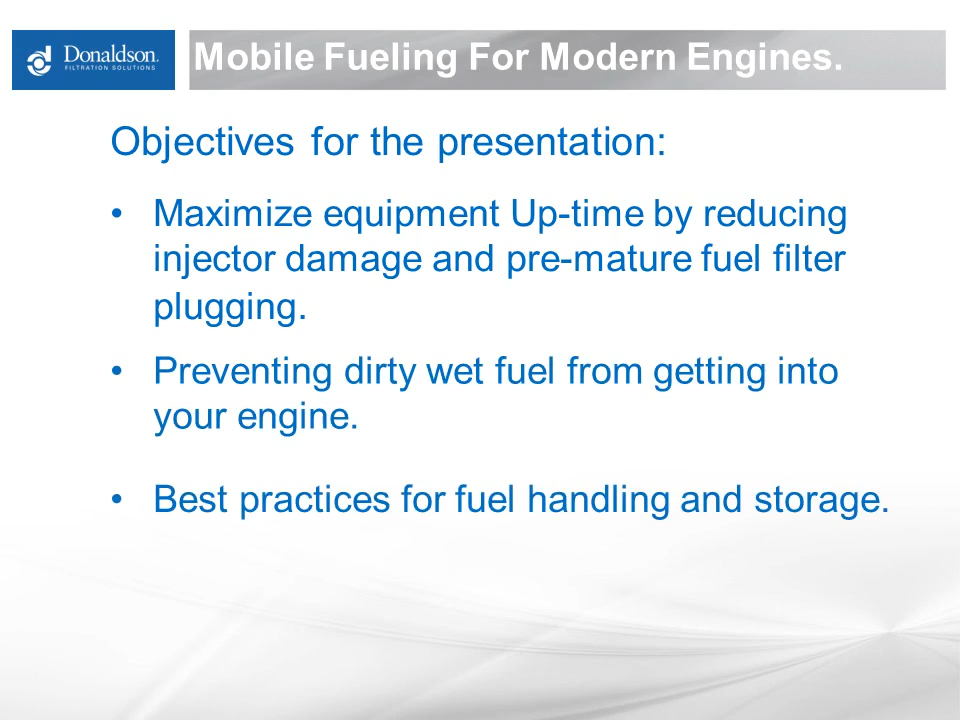 Donaldson.
FILTRATION SOLUTIONS
Mobile Fueling For Modern Engines.
Objectives for the presentation:
• Maximize equipment Up-time by reducing
injector damage and pre-mature fuel filter
plugging.
• Preventing dirty wet fuel from getting into
your engine.
• Best practices for fuel handling and storage.